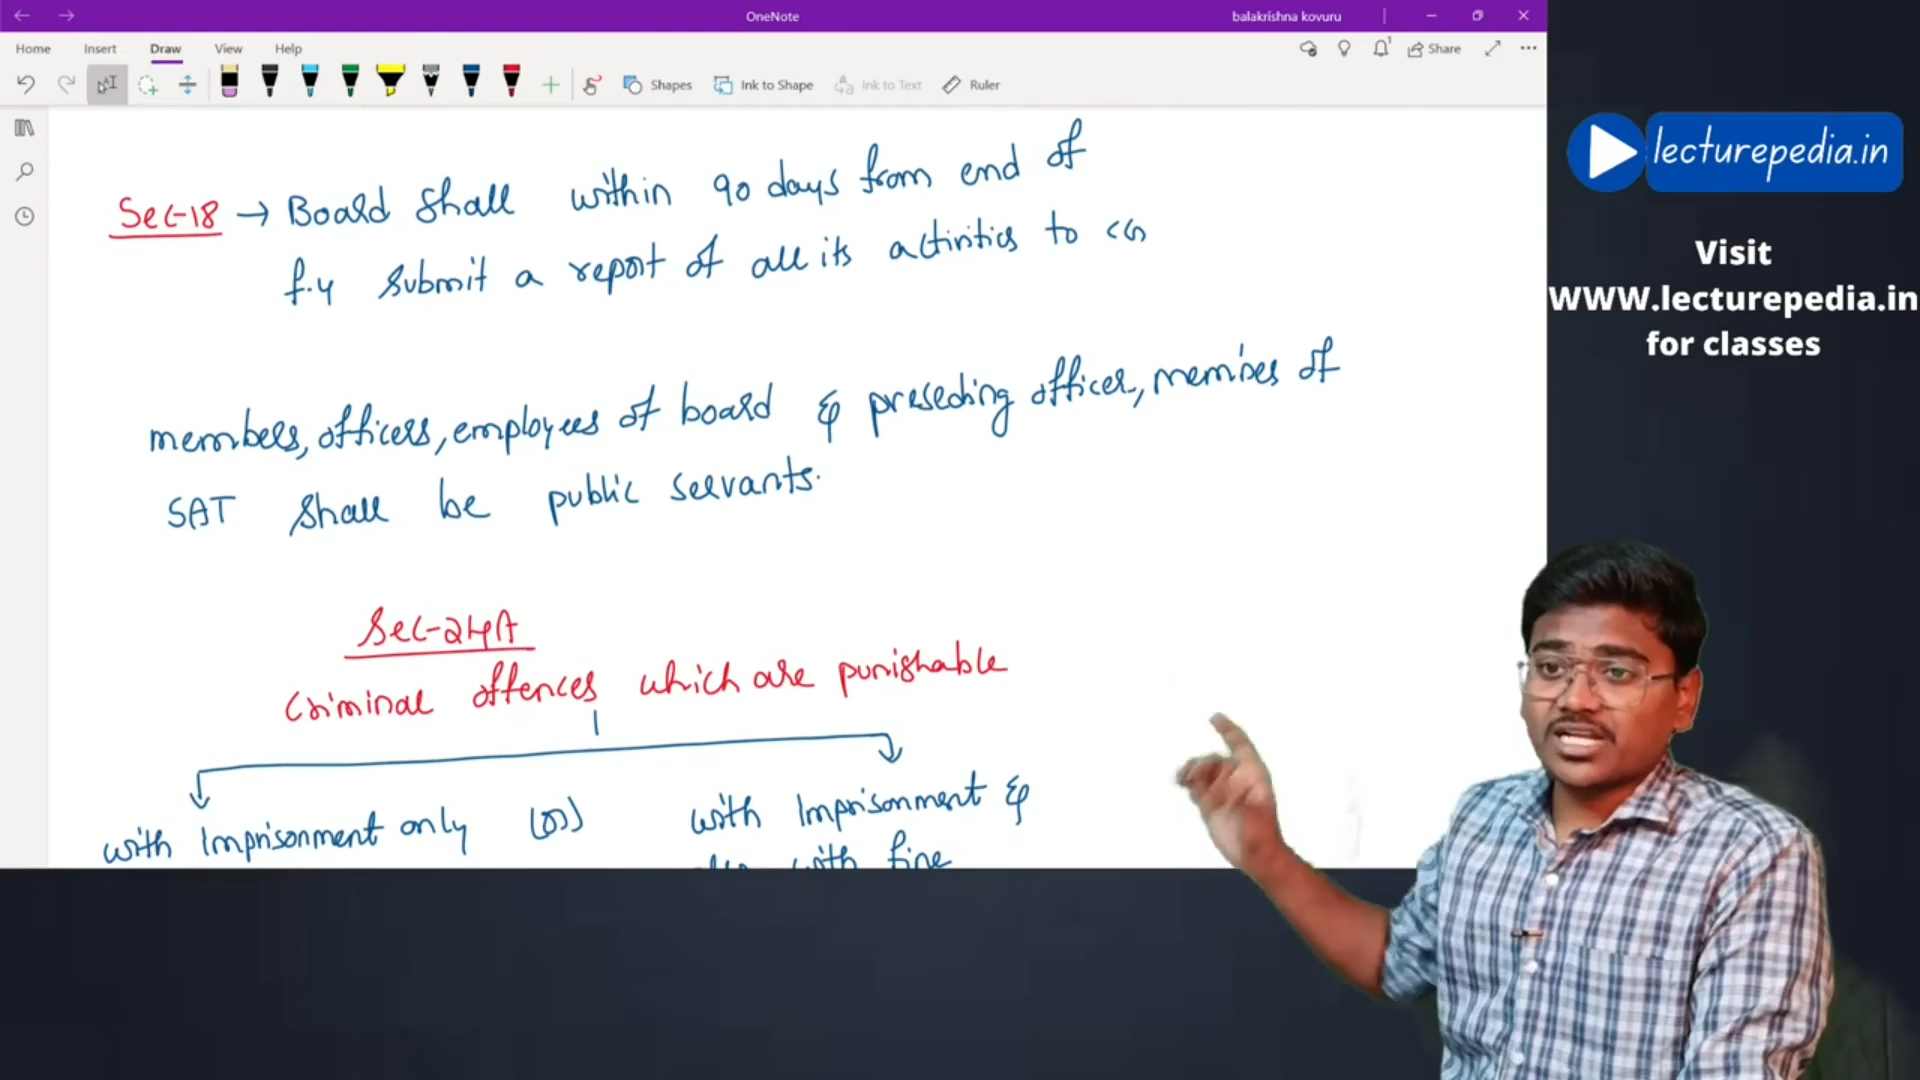 OneNote
balakrishna kovuru
Home Insert Draw View Help
1
Share
Shapes Ink to Shape Ink to Text Ruler
lecturepedia.in
Visit
WWW.lecturepedia.in
for classes
Sec-18 → Board shall within 90 days from end of
f.y submit a report of all its activities to CG
members, officers, employees of board & preseding officer, members of
SAT shall be public servants.
Sec-24A
criminal offences which are punishable
with Imprisonment only (or) with Imprisonment &
also with fine